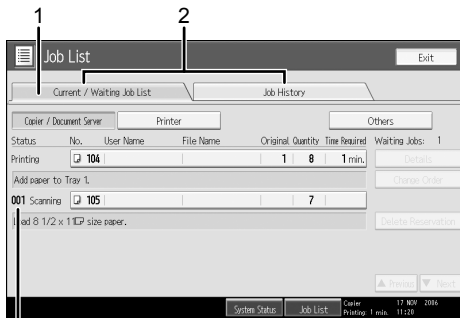 1
2
Job List
Exit
Current / Waiting Job List
Job History
Copier / Document Server
Printer
Others
Status No. User Name File Name Original Quantity Time Required Waiting Jobs: 1
Printing 104 1 8 1 min. Details
Add paper to Tray 1. Change Order
001 Scanning 105 7
ad 8 1/2 x 11 size paper. Delete Reservation
▲ Previous ▼ Next
System Status Job List Copier 17 NOV 2006
Printing: 1 min. 11:20